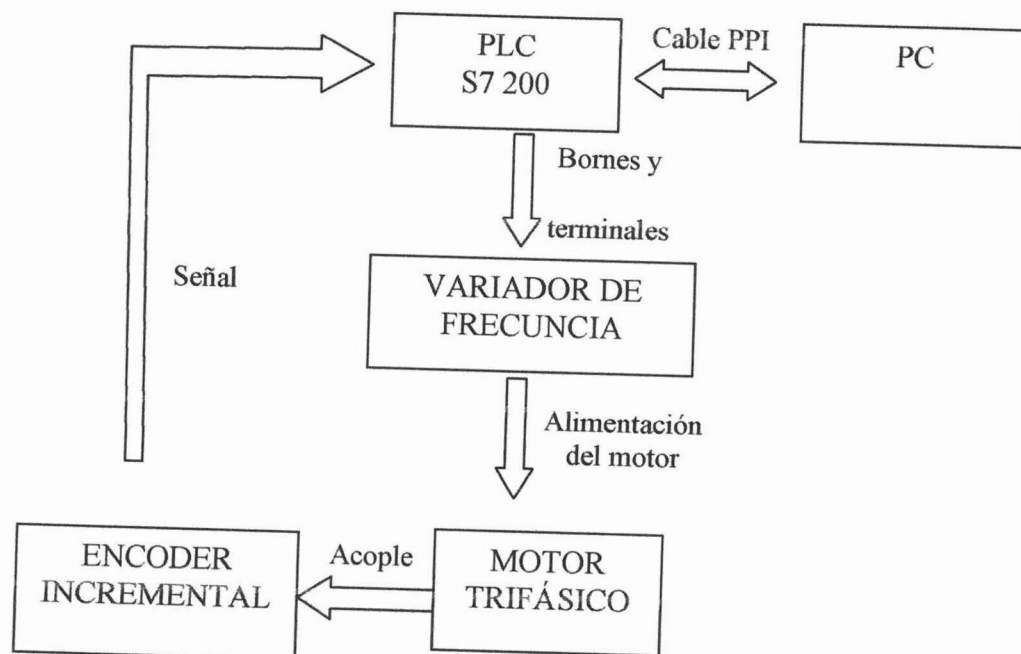 PLC
S7 200
Cable PPI
PC
Bornes y
terminales
Señal
VARIADOR DE
FRECUNCIA
Alimentación
del motor
ENCODER
INCREMENTAL
Acople
MOTOR
TRIFÁSICO